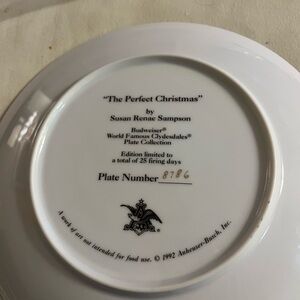 "The Perfect Christmas"
by
Susan Renae Sampson
Budweiser®
World Famous Clydesdales®
Plate Collection
Edition limited to
a total of 25 firing days
Plate Number 8786
A work of art not intended for food use. © 1992 Anheuser-Busch, Inc.